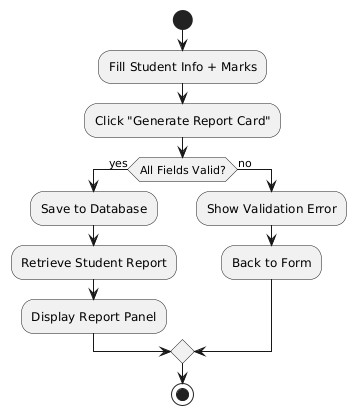 Fill Student Info + Marks
Click "Generate Report Card"
All Fields Valid?
yes
no
Save to Database
Retrieve Student Report
Display Report Panel
Show Validation Error
Back to Form